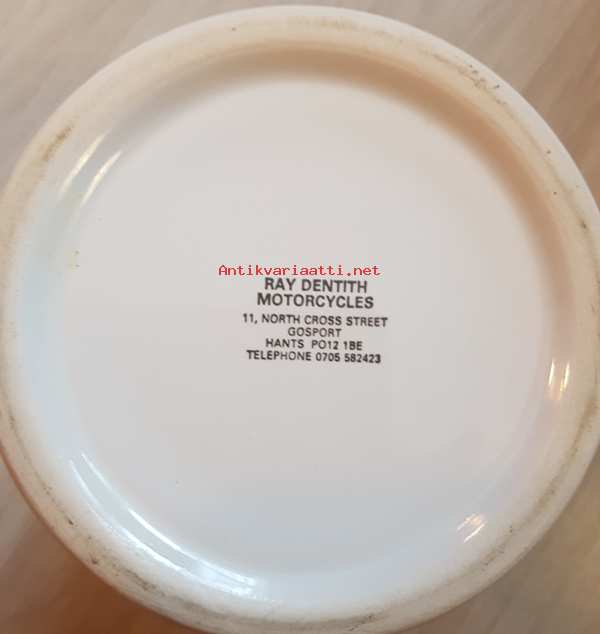 Antikvariaatti.net
RAY DENTITH
MOTORCYCLES
11, NORTH CROSS STREET
GOSPORT
HANTS PO12 1BE
TELEPHONE 0705 582423